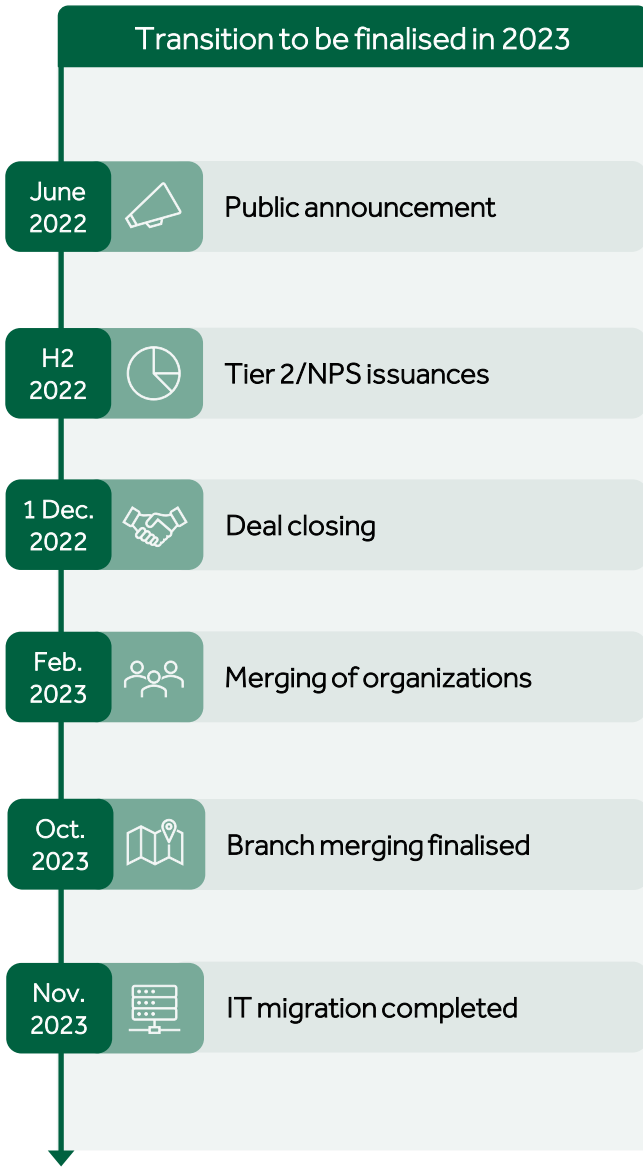 Transition to be finalised in 2023
June
2022
Public announcement
H2
2022
Tier 2/NPS issuances
1 Dec.
2022
Deal closing
Feb.
2023
Merging of organizations
Oct.
2023
Branch merging finalised
Nov.
2023
IT migration completed